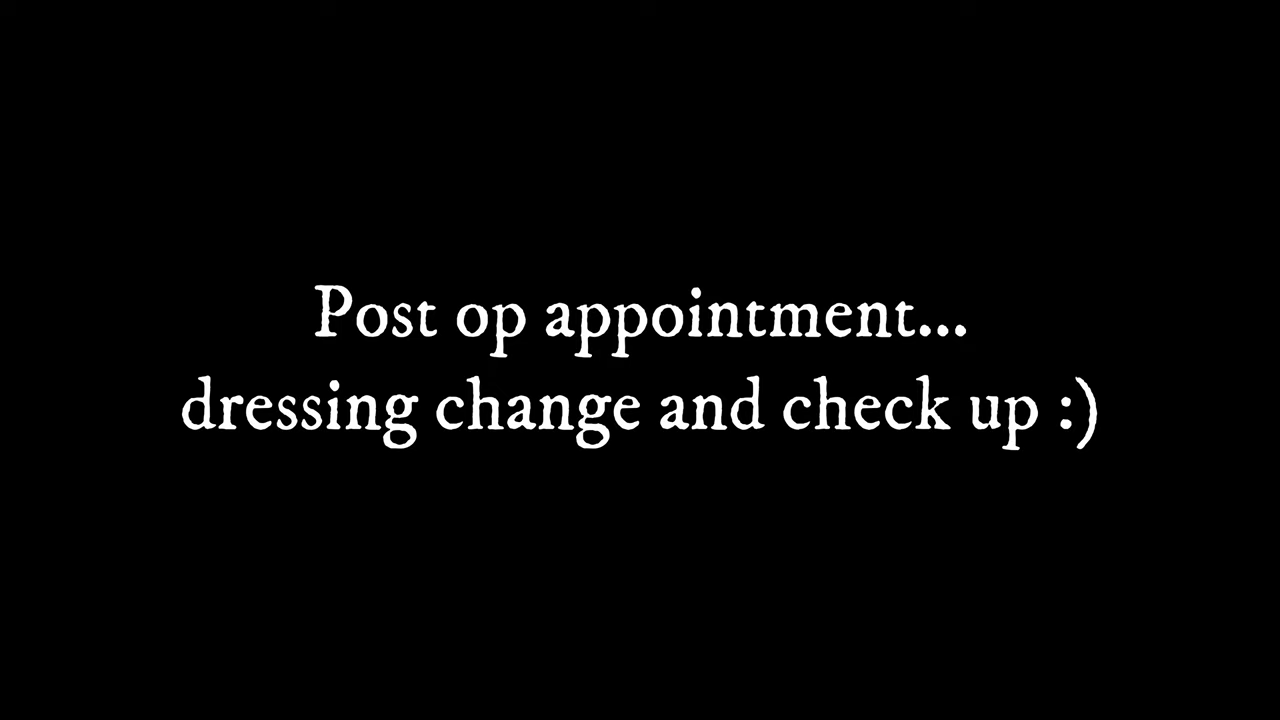 Post op appointment...
dressing change and check up :)